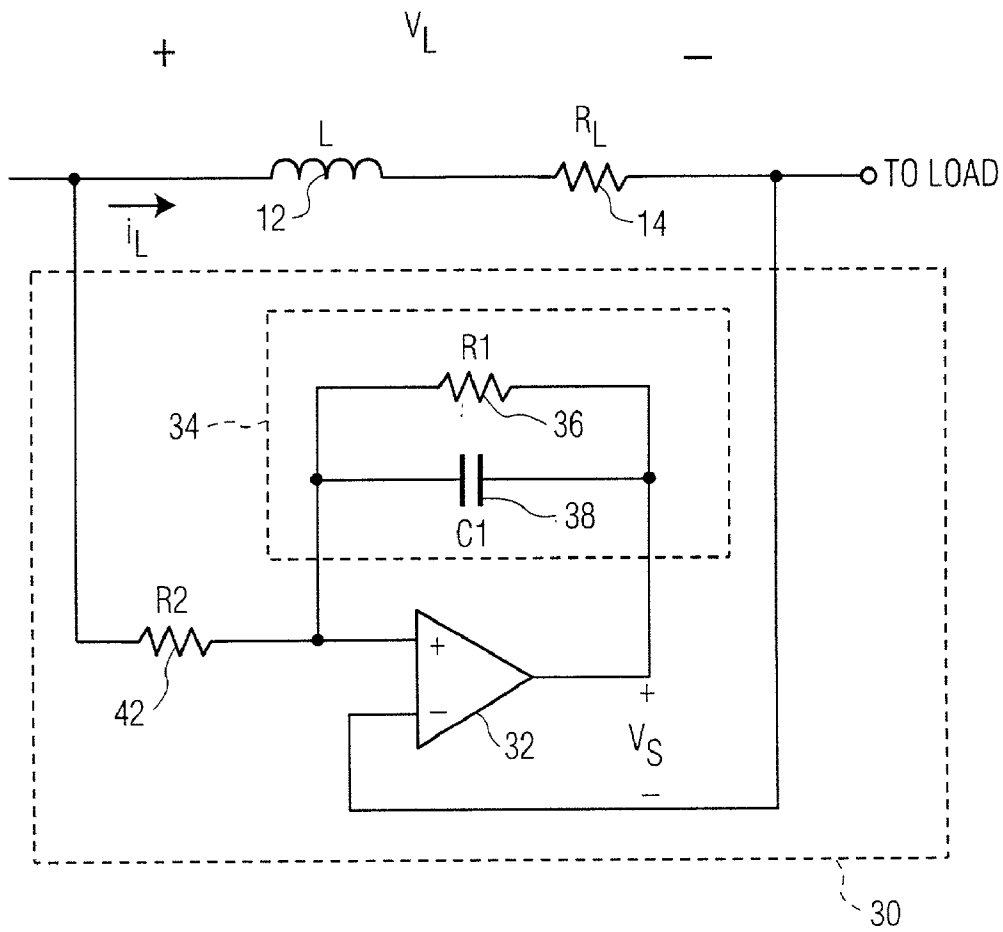 + V_L −
L
R_L
TO LOAD
i_L
12
14
R1
34
36
38
C1
R2
+
42
−
32
+
V_S
−
30